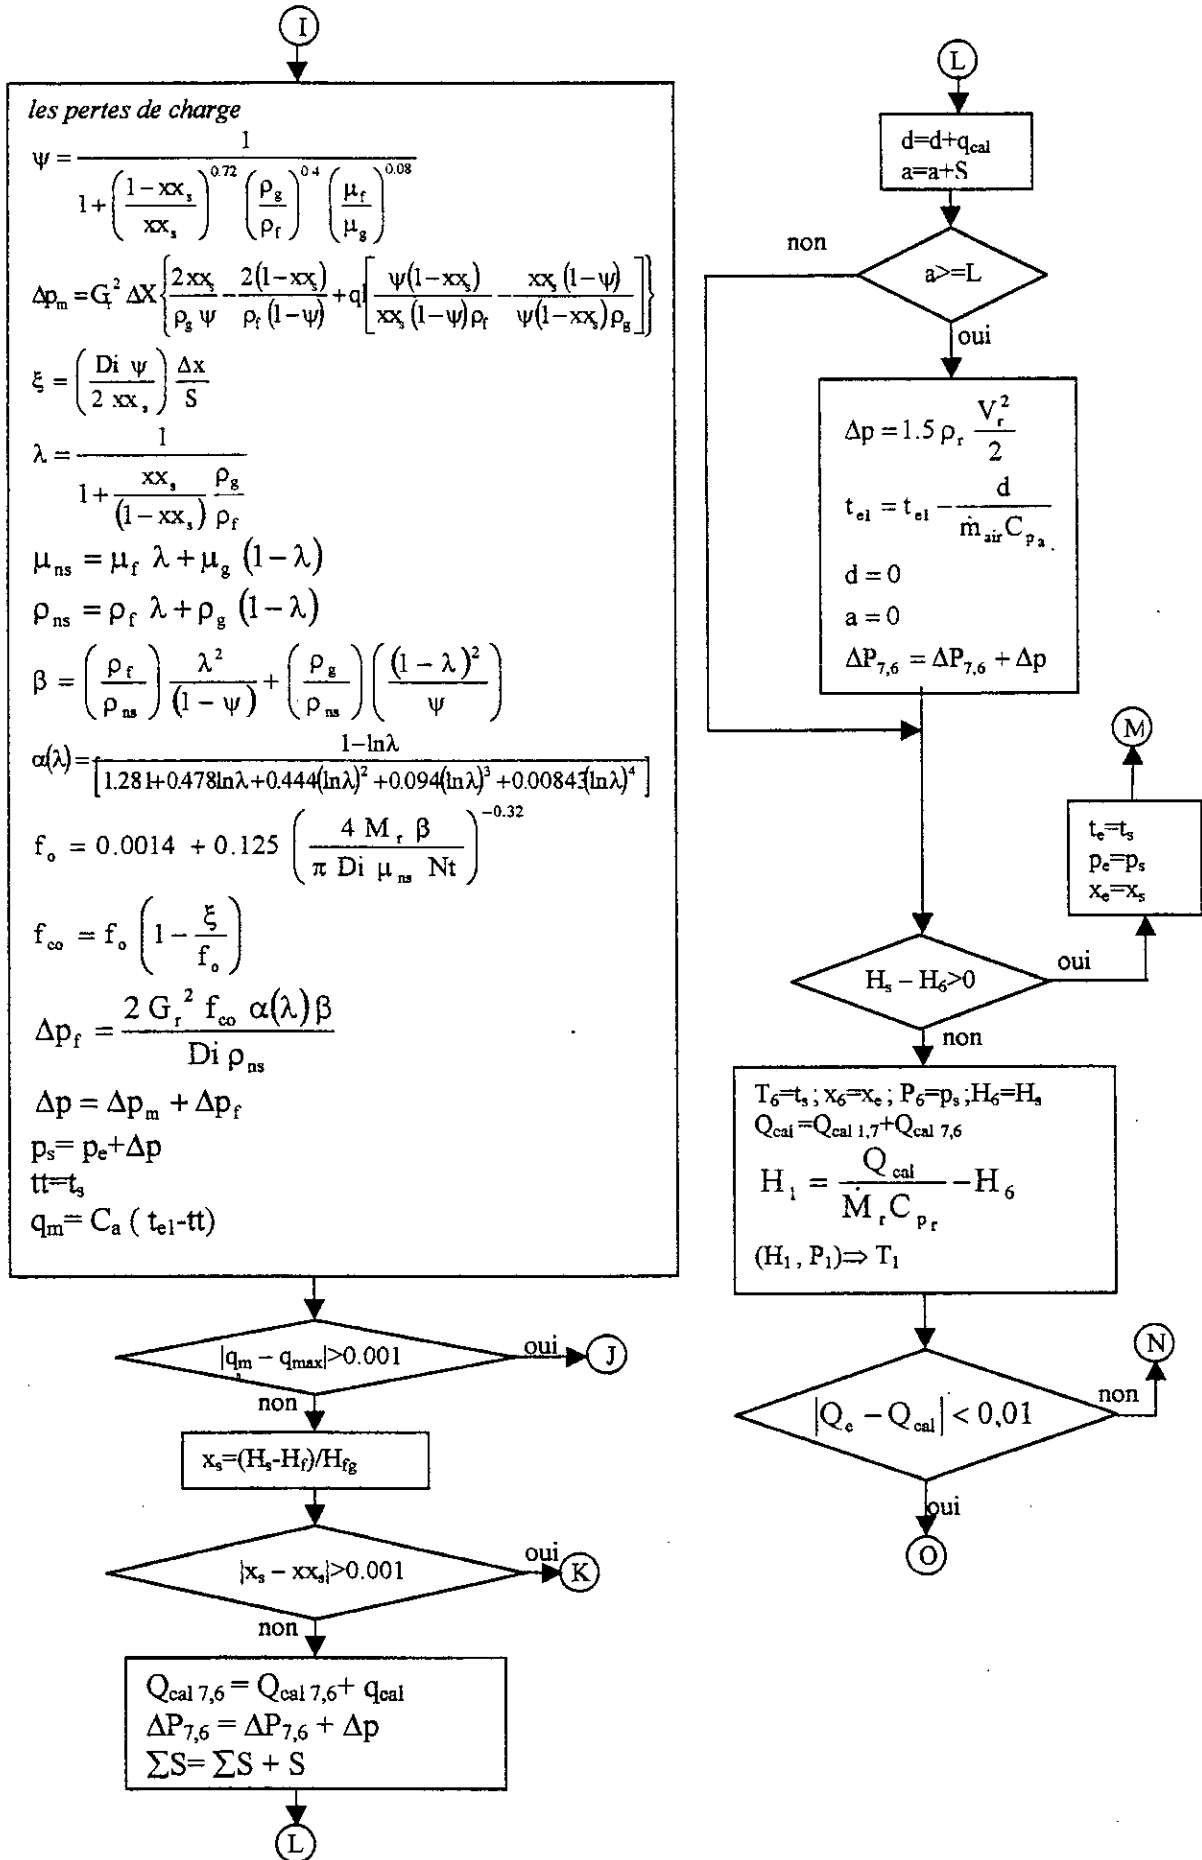 I
les pertes de charge
ψ = 1 / (1 + ((1-xx_s)/xx_s)^0.72 (ρ_g/ρ_f)^0.4 (μ_f/μ_g)^0.08)
Δp_m = G_r^2 ΔX {2xx_s/(ρ_g ψ) - 2(1-xx_s)/(ρ_f (1-ψ)) + ql[ψ(1-xx_s)/(xx_s (1-ψ)ρ_f) - xx_s (1-ψ)/(ψ(1-xx_s)ρ_g)]}
ξ = (Di ψ / 2 xx_s) Δx/S
λ = 1 / (1 + xx_s/(1-xx_s) ρ_g/ρ_f)
μ_ns = μ_f λ + μ_g (1-λ)
ρ_ns = ρ_f λ + ρ_g (1-λ)
β = (ρ_f/ρ_ns) λ^2/(1-ψ) + (ρ_g/ρ_ns) ((1-λ)^2/ψ)
α(λ) = 1-lnλ / [1.281+0.478lnλ+0.444(lnλ)^2+0.094(lnλ)^3+0.00843(lnλ)^4]
f_o = 0.0014 + 0.125 (4 M_r β / π Di μ_ns Nt)^-0.32
f_co = f_o (1 - ξ/f_o)
Δp_f = 2 G_r^2 f_co α(λ) β / Di ρ_ns
Δp = Δp_m + Δp_f
p_s= p_e+Δp
tt=t_s
q_m= C_a ( t_e1-tt)
|q_m – q_max|>0.001
oui
J
non
x_s=(H_s-H_f)/H_fg
|x_s – xx_s|>0.001
oui
K
non
Q_cal 7,6 = Q_cal 7,6+ q_cal
ΔP_7,6 = ΔP_7,6 + Δp
∑S= ∑S + S
L
L
d=d+q_cal
a=a+S
non
a>=L
oui
Δp = 1.5 ρ_r V_r^2/2
t_e1 = t_e1 - d/(ṁ_air C_p_a)
d = 0
a = 0
ΔP_7,6 = ΔP_7,6 + Δp
M
t_e=t_s
p_e=p_s
x_e=x_s
H_s – H_6>0
oui
non
T_6=t_s; x_6=x_e; P_6=p_s;H_6=H_s
Q_cal=Q_cal 1,7+Q_cal 7,6
H_1 = Q_cal/(Ṁ_r C_p_r) - H_6
(H_1, P_1)⇒ T_1
N
|Q_e – Q_cal| < 0,01
non
oui
O